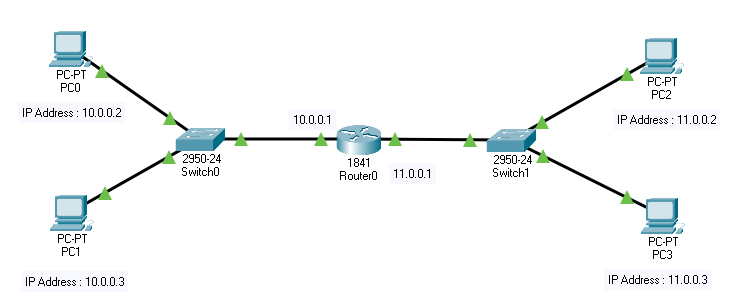 PC-PT
PC0
IP Address : 10.0.0.2
PC-PT
PC2
IP Address : 11.0.0.2
10.0.0.1
2950-24
Switch0
1841
Router0
11.0.0.1
2950-24
Switch1
PC-PT
PC1
IP Address : 10.0.0.3
PC-PT
PC3
IP Address : 11.0.0.3